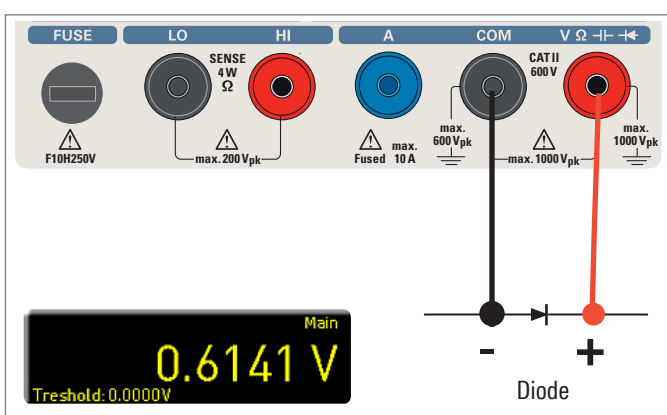 FUSE LO HI A COM V Ω
SENSE
4 W
Ω
CAT II
600 V
F10H250V
max. 200 Vpk
Fused
max.
10 A
max.
600 Vpk
max. 1000 Vpk
max.
1000 Vpk
Main
0.6141 V
Treshold: 0.0000V
- +
Diode